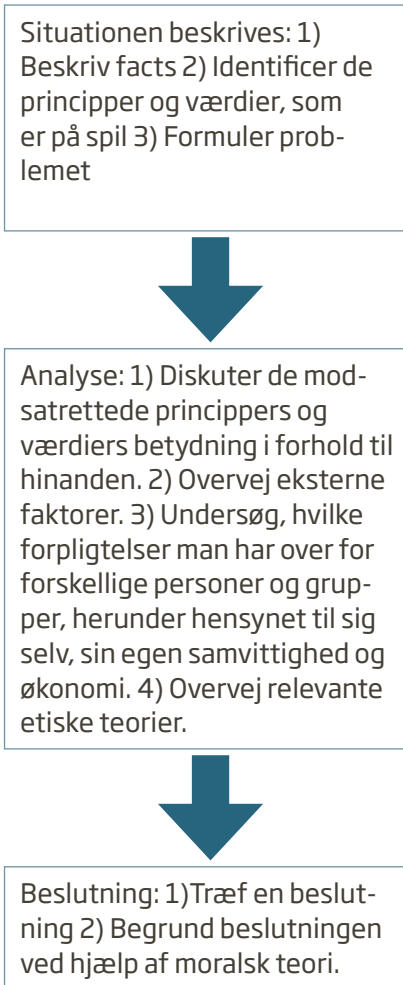 Situationen beskrives: 1)
Beskriv facts 2) Identificer de
principper og værdier, som
er på spil 3) Formuler prob-
lemet
Analyse: 1) Diskuter de mod-
satrettede princippers og
værdiers betydning i forhold til
hinanden. 2) Overvej eksterne
faktorer. 3) Undersøg, hvilke
forpligtelser man har over for
forskellige personer og grup-
per, herunder hensynet til sig
selv, sin egen samvittighed og
økonomi. 4) Overvej relevante
etiske teorier.
Beslutning: 1)Træf en beslut-
ning 2) Begrund beslutningen
ved hjælp af moralsk teori.